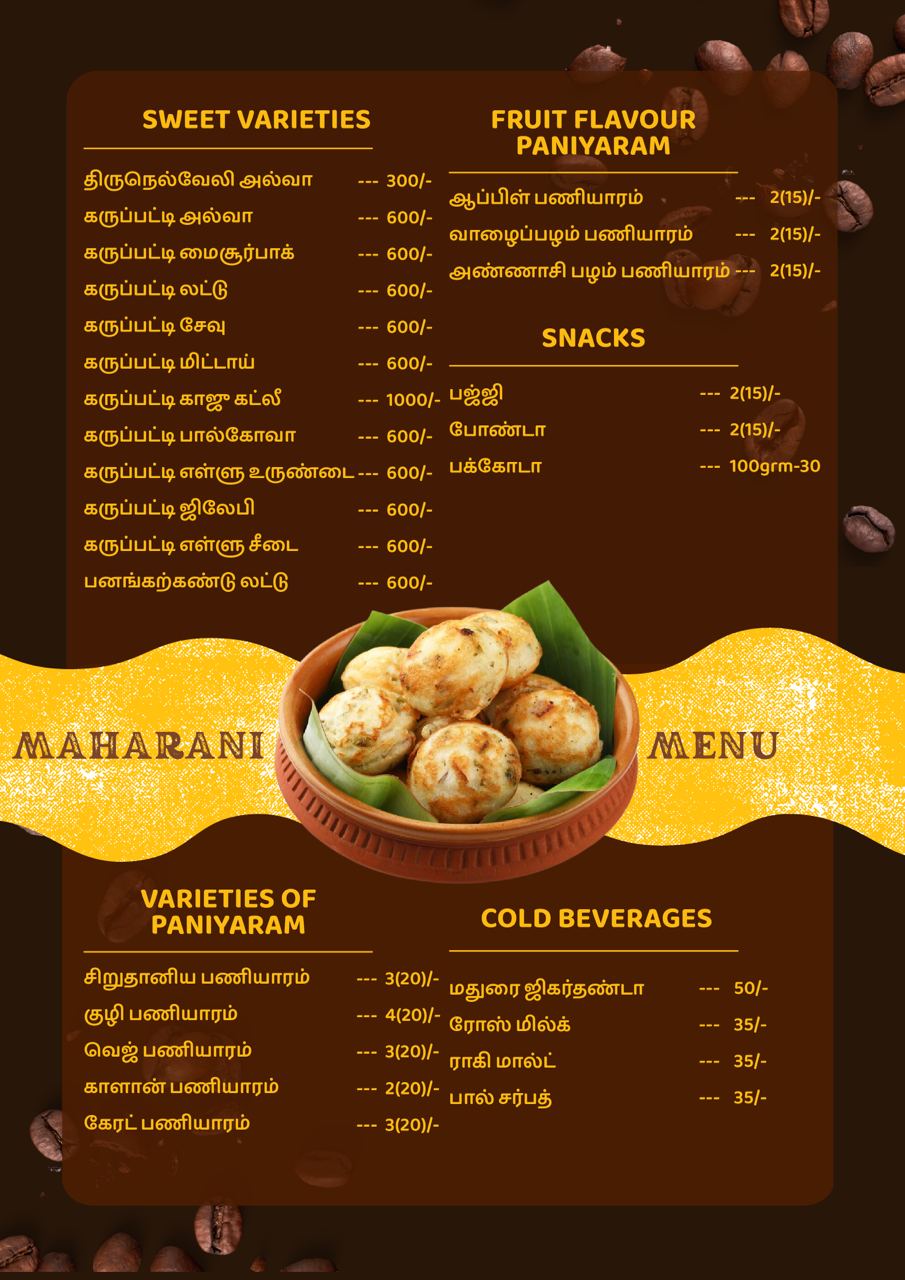 SWEET VARIETIES
திருநெல்வேலி அல்வா --- 300/-
கருப்பட்டி அல்வா --- 600/-
கருப்பட்டி மைசூர்பாக் --- 600/-
கருப்பட்டி லட்டு --- 600/-
கருப்பட்டி சேவு --- 600/-
கருப்பட்டி மிட்டாய் --- 600/-
கருப்பட்டி காஜு கட்லீ --- 1000/-
கருப்பட்டி பால்கோவா --- 600/-
கருப்பட்டி எள்ளு உருண்டை --- 600/-
கருப்பட்டி ஜிலேபி --- 600/-
கருப்பட்டி எள்ளு சீடை --- 600/-
பனங்கற்கண்டு லட்டு --- 600/-
FRUIT FLAVOUR
PANIYARAM
ஆப்பிள் பணியாரம் --- 2(15)/-
வாழைப்பழம் பணியாரம் --- 2(15)/-
அண்ணாசி பழம் பணியாரம் --- 2(15)/-
SNACKS
பஜ்ஜி --- 2(15)/-
போண்டா --- 2(15)/-
பக்கோடா --- 100grm-30
MAHARANI MENU
VARIETIES OF
PANIYARAM
சிறுதானிய பணியாரம் --- 3(20)/-
குழி பணியாரம் --- 4(20)/-
வெஜ் பணியாரம் --- 3(20)/-
காளான் பணியாரம் --- 2(20)/-
கேரட் பணியாரம் --- 3(20)/-
COLD BEVERAGES
மதுரை ஜிகர்தண்டா --- 50/-
ரோஸ் மில்க் --- 35/-
ராகி மால்ட் --- 35/-
பால் சர்பத் --- 35/-